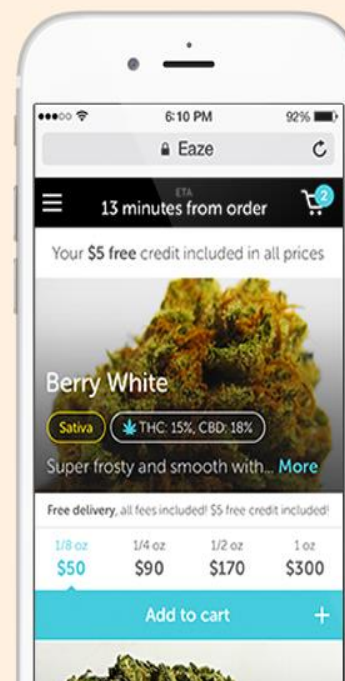 6:10 PM
92%
Eaze
ETA
13 minutes from order
2
Your $5 free credit included in all prices
Berry White
Sativa
THC: 15%, CBD: 18%
Super frosty and smooth with... More
Free delivery, all fees included! $5 free credit included!
1/8 oz 1/4 oz 1/2 oz 1 oz
$50 $90 $170 $300
Add to cart +